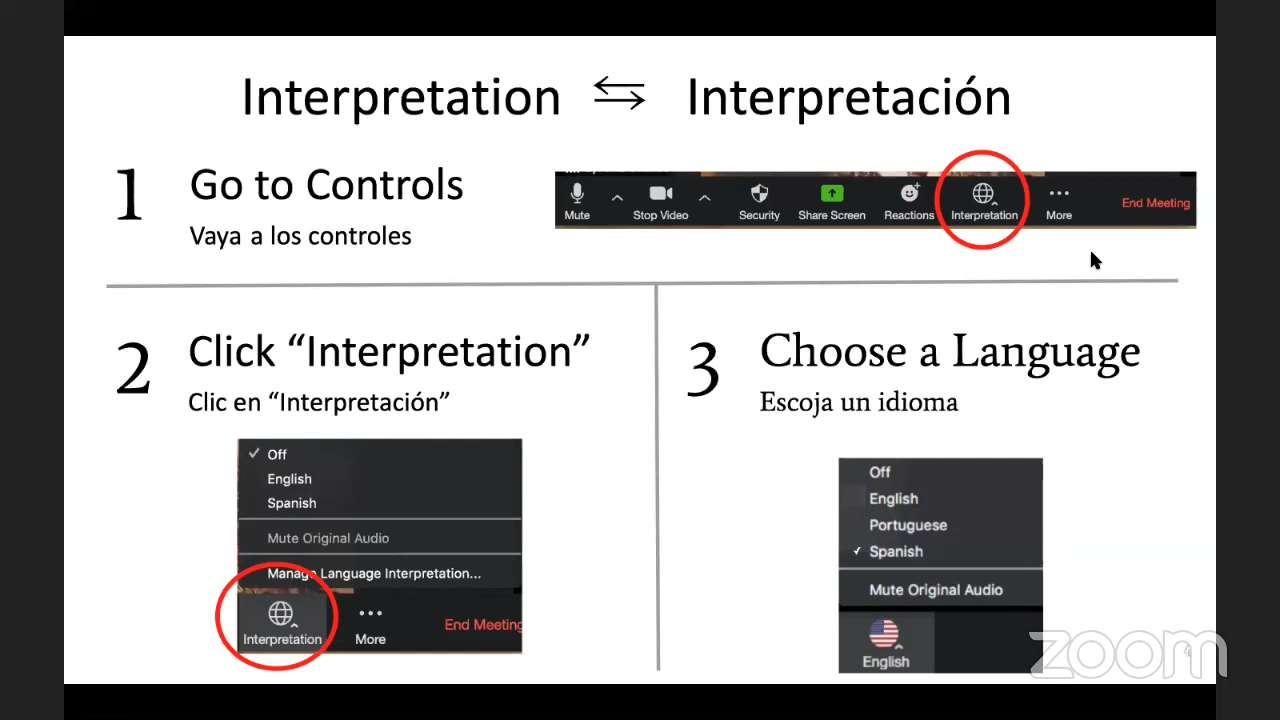 Interpretation ⇆ Interpretación
1 Go to Controls
Vaya a los controles
Mute Stop Video Security Share Screen Reactions Interpretation More End Meeting
2 Click “Interpretation”
Clic en “Interpretación”
Off
English
Spanish
Mute Original Audio
Manage Language Interpretation...
Interpretation More End Meeting
3 Choose a Language
Escoja un idioma
Off
English
Portuguese
Spanish
Mute Original Audio
English
zoom